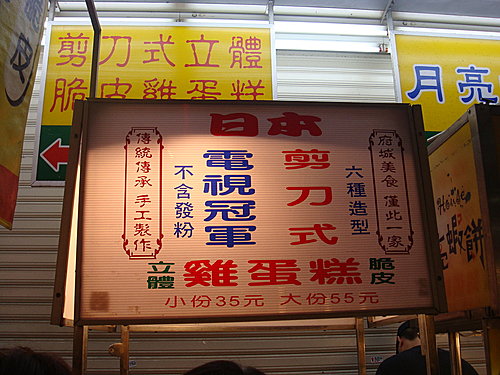 剪刀式立體
脆皮雞蛋糕
月亮
日本
府城美食 僅此一家
六種造型
剪刀式
電視冠軍
不含發粉
傳統傳承 手工製作
立體雞蛋糕脆皮
小份35元 大份55元
蝦餅